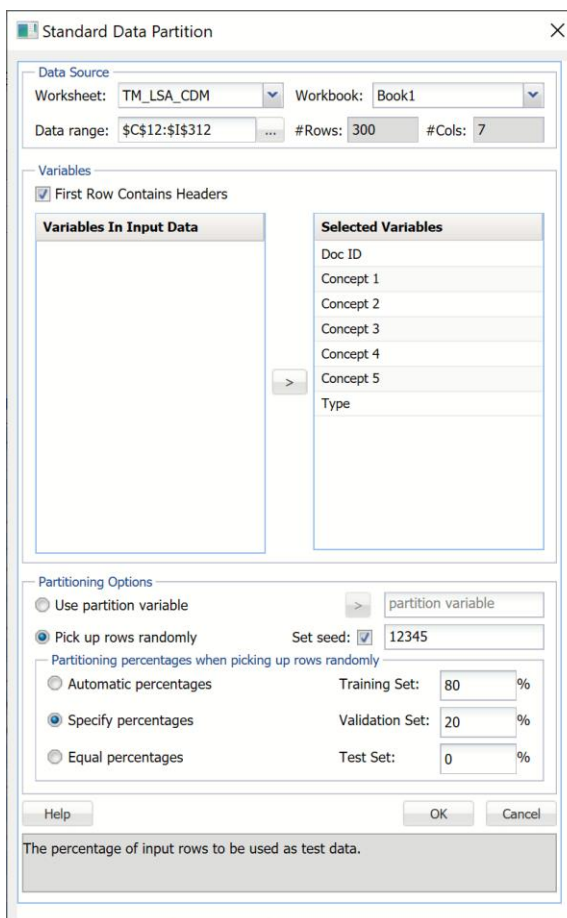 Standard Data Partition
Data Source
Worksheet: TM_LSA_CDM Workbook: Book1
Data range: $C$12:$I$312 ... #Rows: 300 #Cols: 7
Variables
First Row Contains Headers
Variables In Input Data Selected Variables
Doc ID
Concept 1
Concept 2
Concept 3
Concept 4
> Concept 5
Type
Partitioning Options
Use partition variable > partition variable
Pick up rows randomly Set seed: 12345
Partitioning percentages when picking up rows randomly
Automatic percentages Training Set: 80 %
Specify percentages Validation Set: 20 %
Equal percentages Test Set: 0 %
Help OK Cancel
The percentage of input rows to be used as test data.